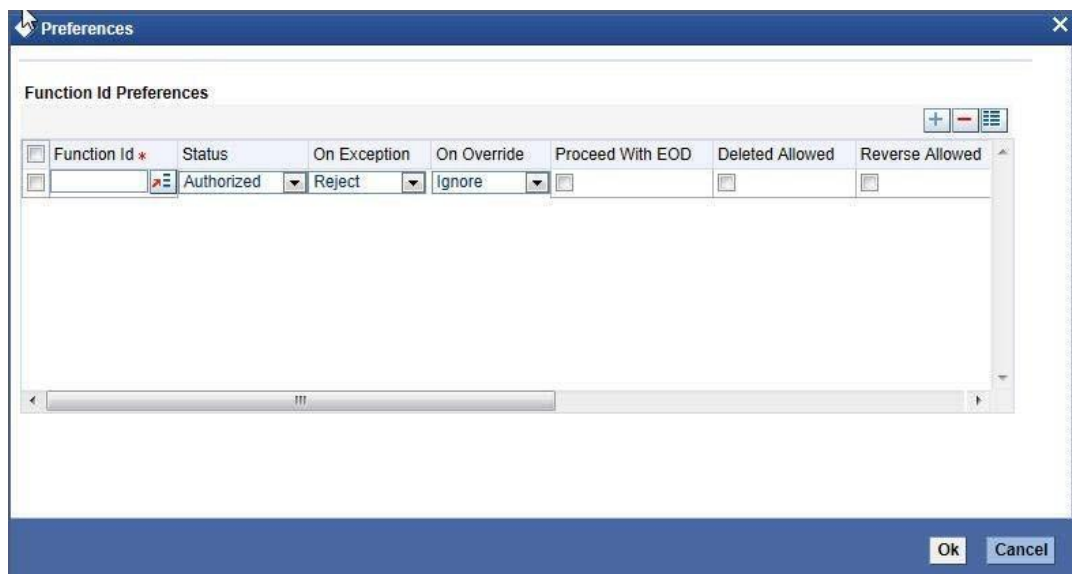 Preferences
Function Id Preferences
Function Id * Status On Exception On Override Proceed With EOD Deleted Allowed Reverse Allowed
Authorized Reject Ignore
Ok Cancel